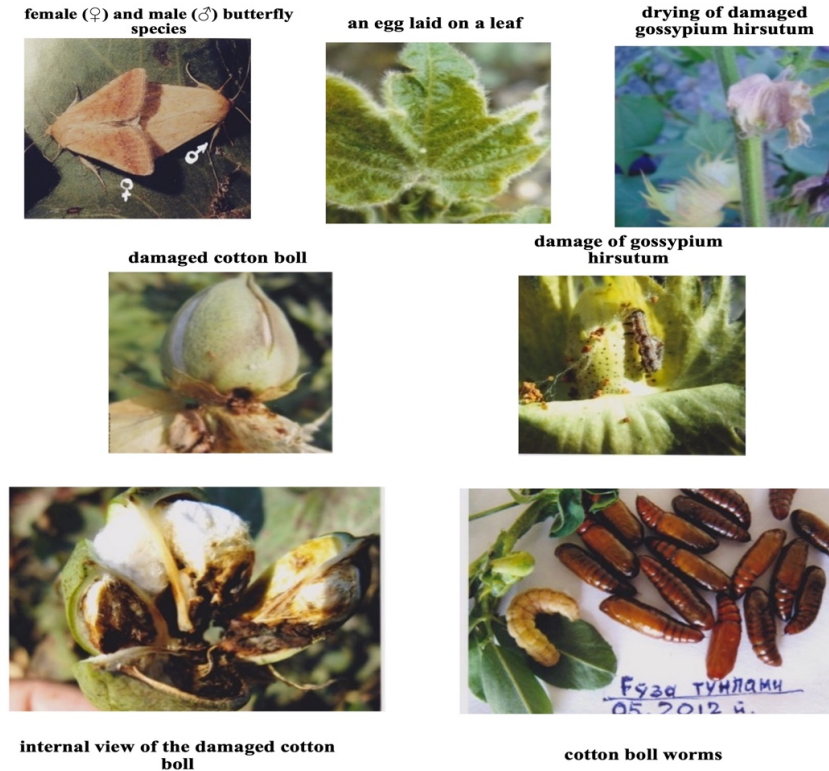 female (♀) and male (♂) butterfly
species
an egg laid on a leaf
drying of damaged
gossypium hirsutum
♀
♂
damaged cotton boll
damage of gossypium
hirsutum
Ғўза тунлами
05.2012 й.
internal view of the damaged cotton
boll
cotton boll worms